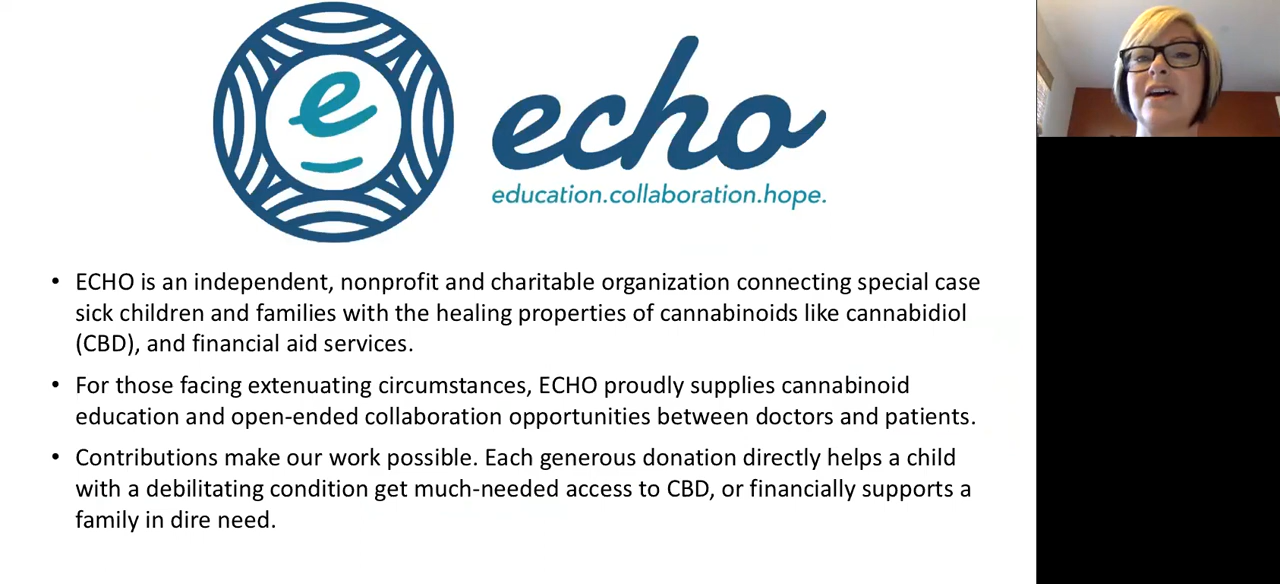 e
echo
education.collaboration.hope.
• ECHO is an independent, nonprofit and charitable organization connecting special case
sick children and families with the healing properties of cannabinoids like cannabidiol
(CBD), and financial aid services.
• For those facing extenuating circumstances, ECHO proudly supplies cannabinoid
education and open-ended collaboration opportunities between doctors and patients.
• Contributions make our work possible. Each generous donation directly helps a child
with a debilitating condition get much-needed access to CBD, or financially supports a
family in dire need.